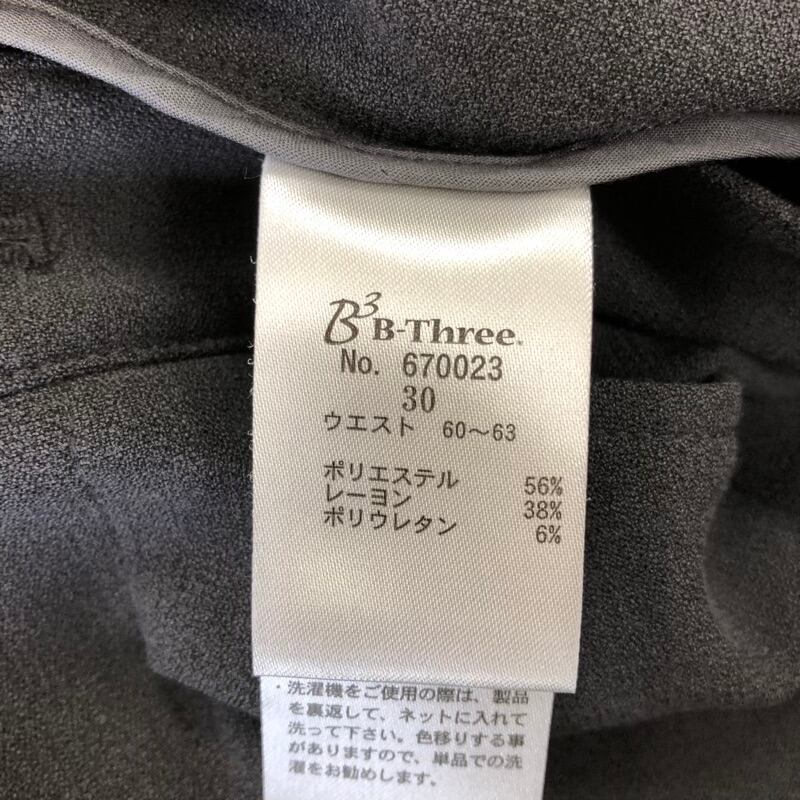 B³ B-Three.
No. 670023
30
ウエスト 60～63
ポリエステル 56%
レーヨン 38%
ポリウレタン 6%
・洗濯機をご使用の際は、製品
を裏返して、ネットに入れて
洗って下さい。色移りする事
がありますので、単品での洗
濯をお勧めします。